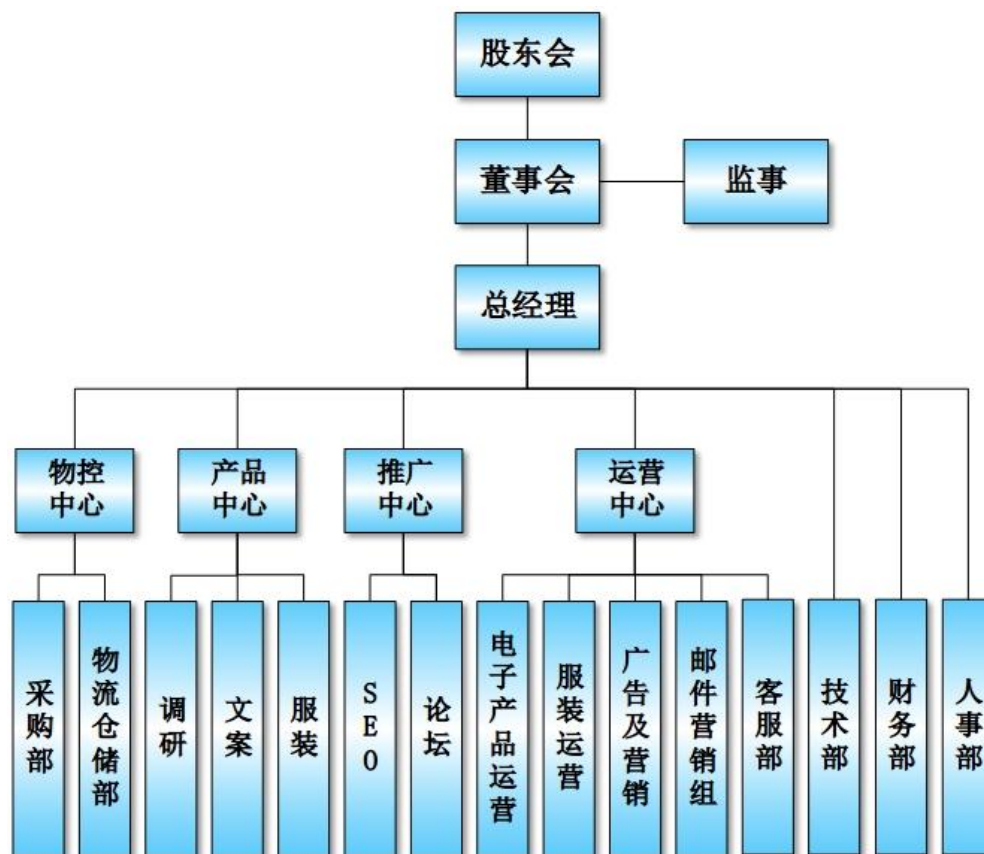 股东会
董事会
监事
总经理
物控
中心
产品
中心
推广
中心
运营
中心
采购部
物流仓储部
调研
文案
服装
SEO
论坛
电子产品运营
服装运营
广告及营销
邮件营销组
客服部
技术部
财务部
人事部